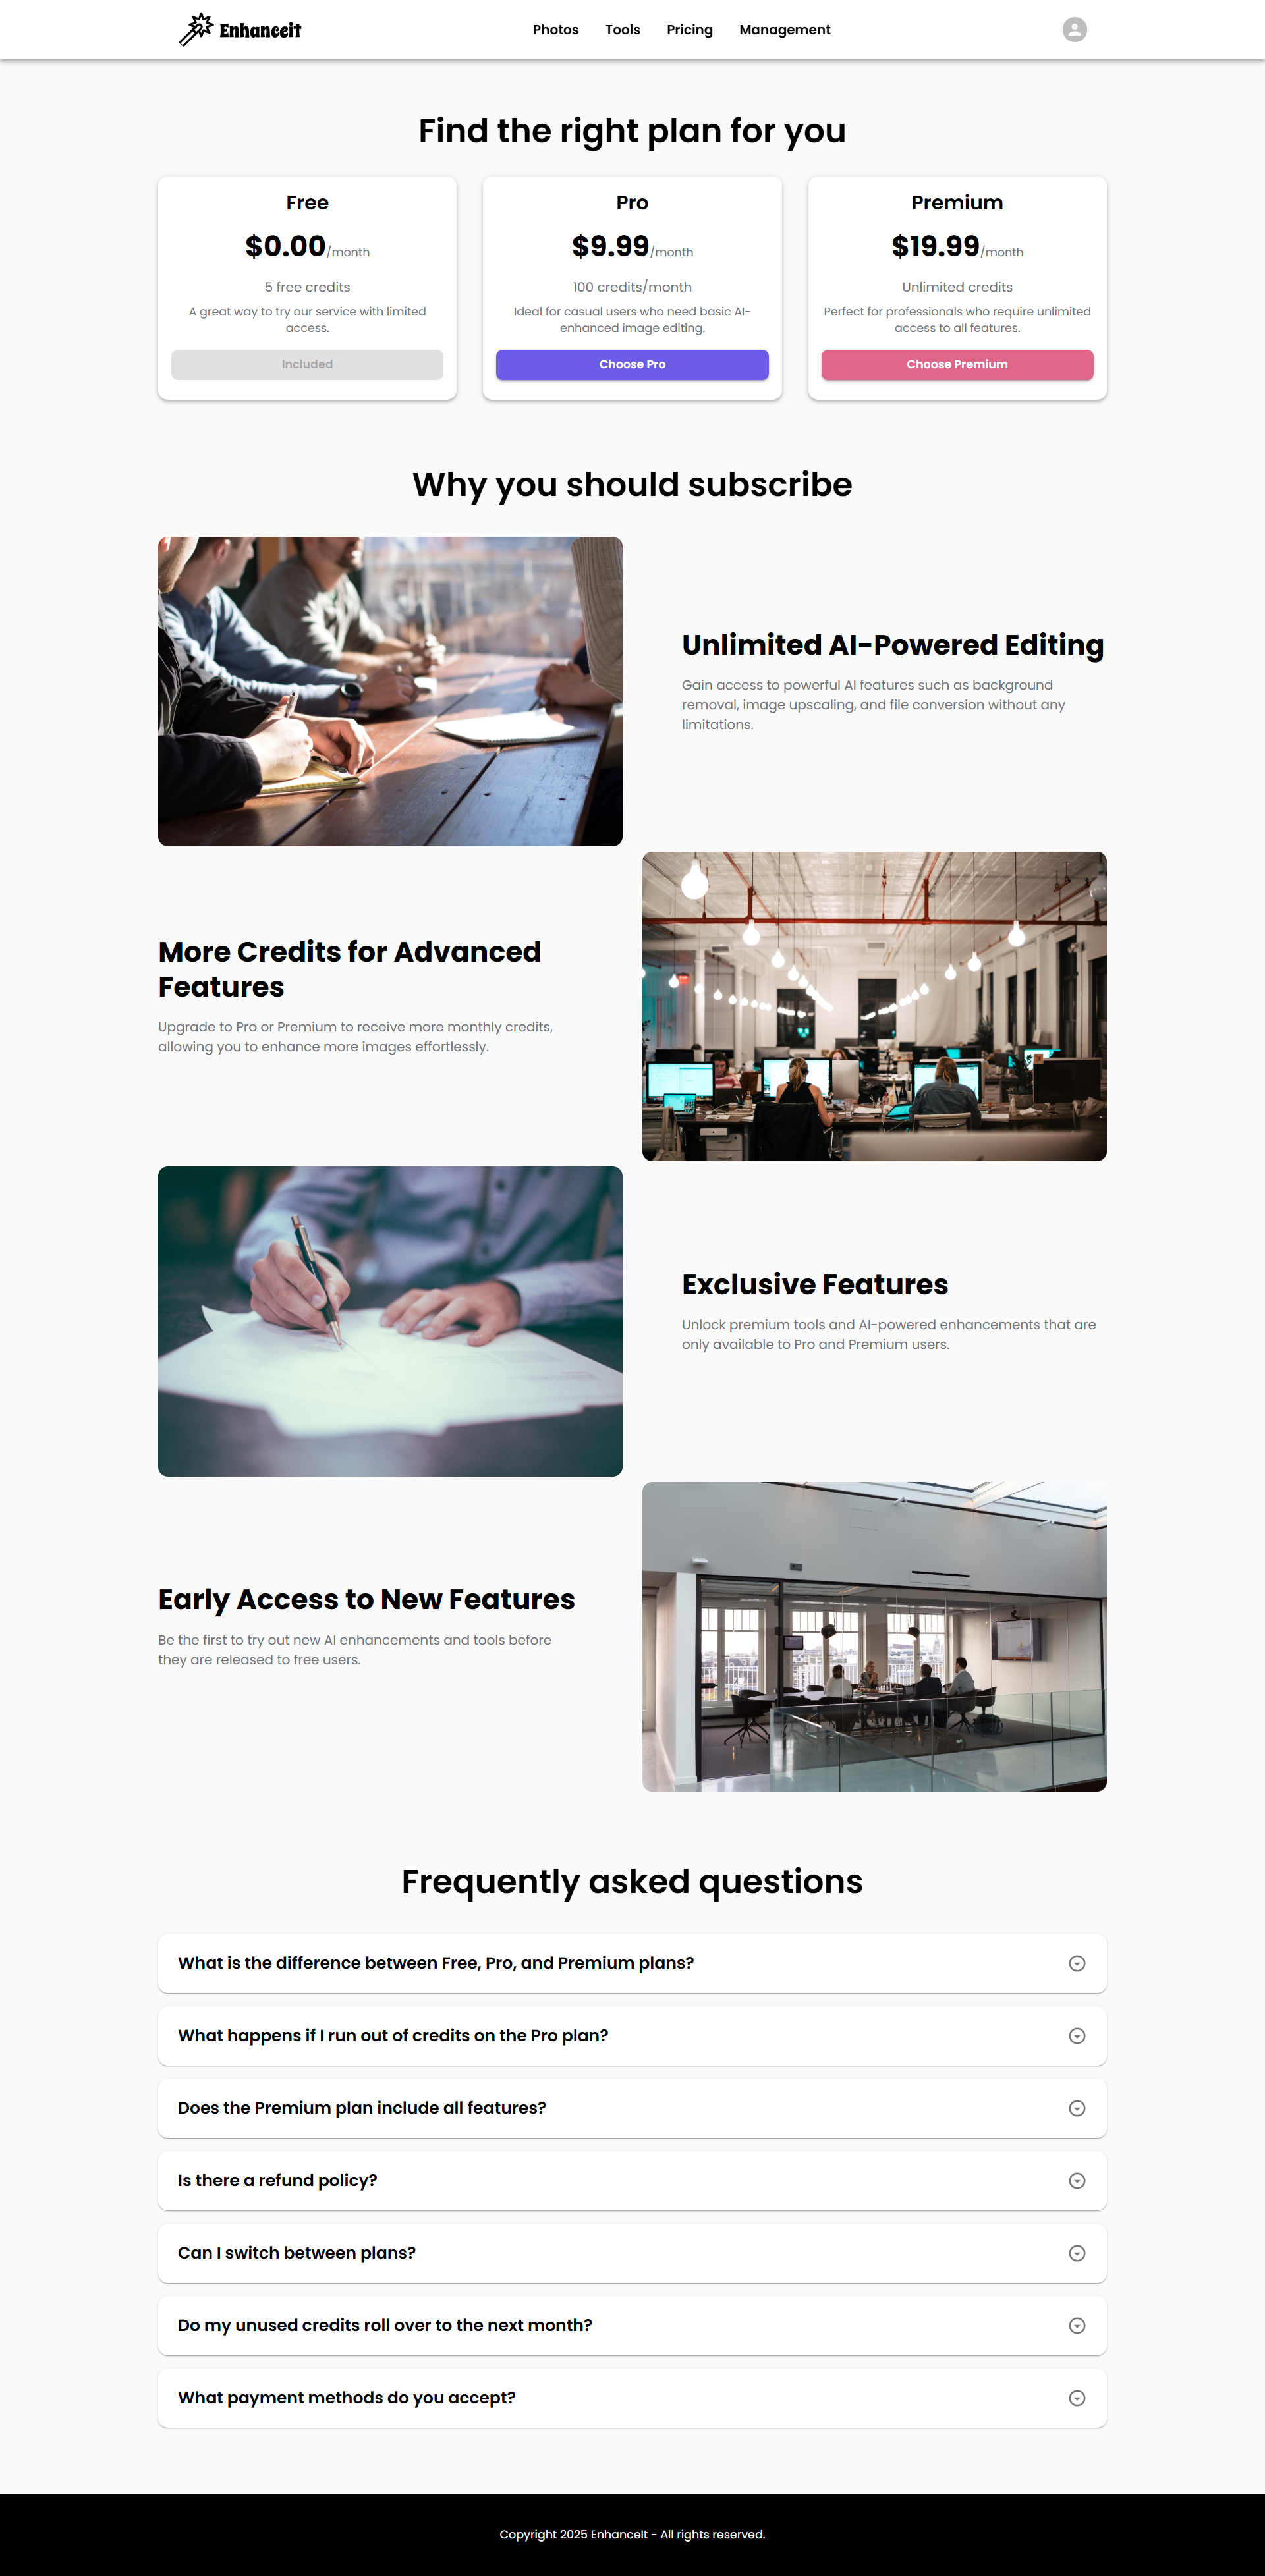 Enhanceit
Photos Tools Pricing Management
Find the right plan for you
Free
$0.00/month
5 free credits
A great way to try our service with limited
access.
Included
Pro
$9.99/month
100 credits/month
Ideal for casual users who need basic AI-
enhanced image editing.
Choose Pro
Premium
$19.99/month
Unlimited credits
Perfect for professionals who require unlimited
access to all features.
Choose Premium
Why you should subscribe
Unlimited AI-Powered Editing
Gain access to powerful AI features such as background
removal, image upscaling, and file conversion without any
limitations.
More Credits for Advanced
Features
Upgrade to Pro or Premium to receive more monthly credits,
allowing you to enhance more images effortlessly.
Exclusive Features
Unlock premium tools and AI-powered enhancements that are
only available to Pro and Premium users.
Early Access to New Features
Be the first to try out new AI enhancements and tools before
they are released to free users.
Frequently asked questions
What is the difference between Free, Pro, and Premium plans?
What happens if I run out of credits on the Pro plan?
Does the Premium plan include all features?
Is there a refund policy?
Can I switch between plans?
Do my unused credits roll over to the next month?
What payment methods do you accept?
Copyright 2025 EnhanceIt - All rights reserved.